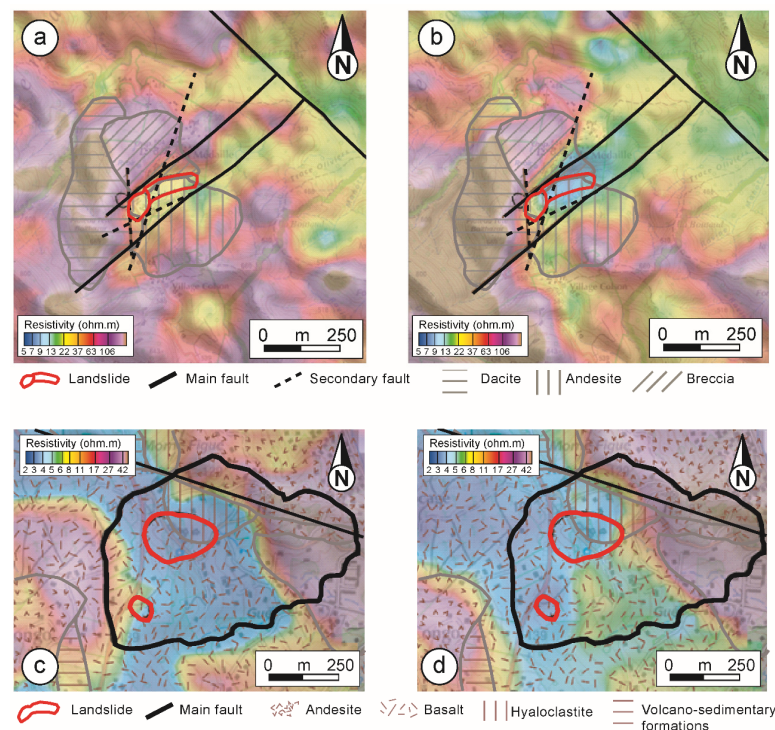 a
N
b
N
Médaille
Village Coudon
Resistivity (ohm.m)
5 7 9 13 22 37 63 106
0 m 250
Resistivity (ohm.m)
5 7 9 13 22 37 63 106
0 m 250
Landslide Main fault Secondary fault Dacite Andesite Breccia
Resistivity (ohm.m)
2 3 4 5 6 8 11 17 27 42
N
Resistivity (ohm.m)
2 3 4 5 6 8 11 17 27 42
N
c
0 m 250
d
0 m 250
Landslide Main fault Andesite Basalt Hyaloclastite Volcano-sedimentary
formations